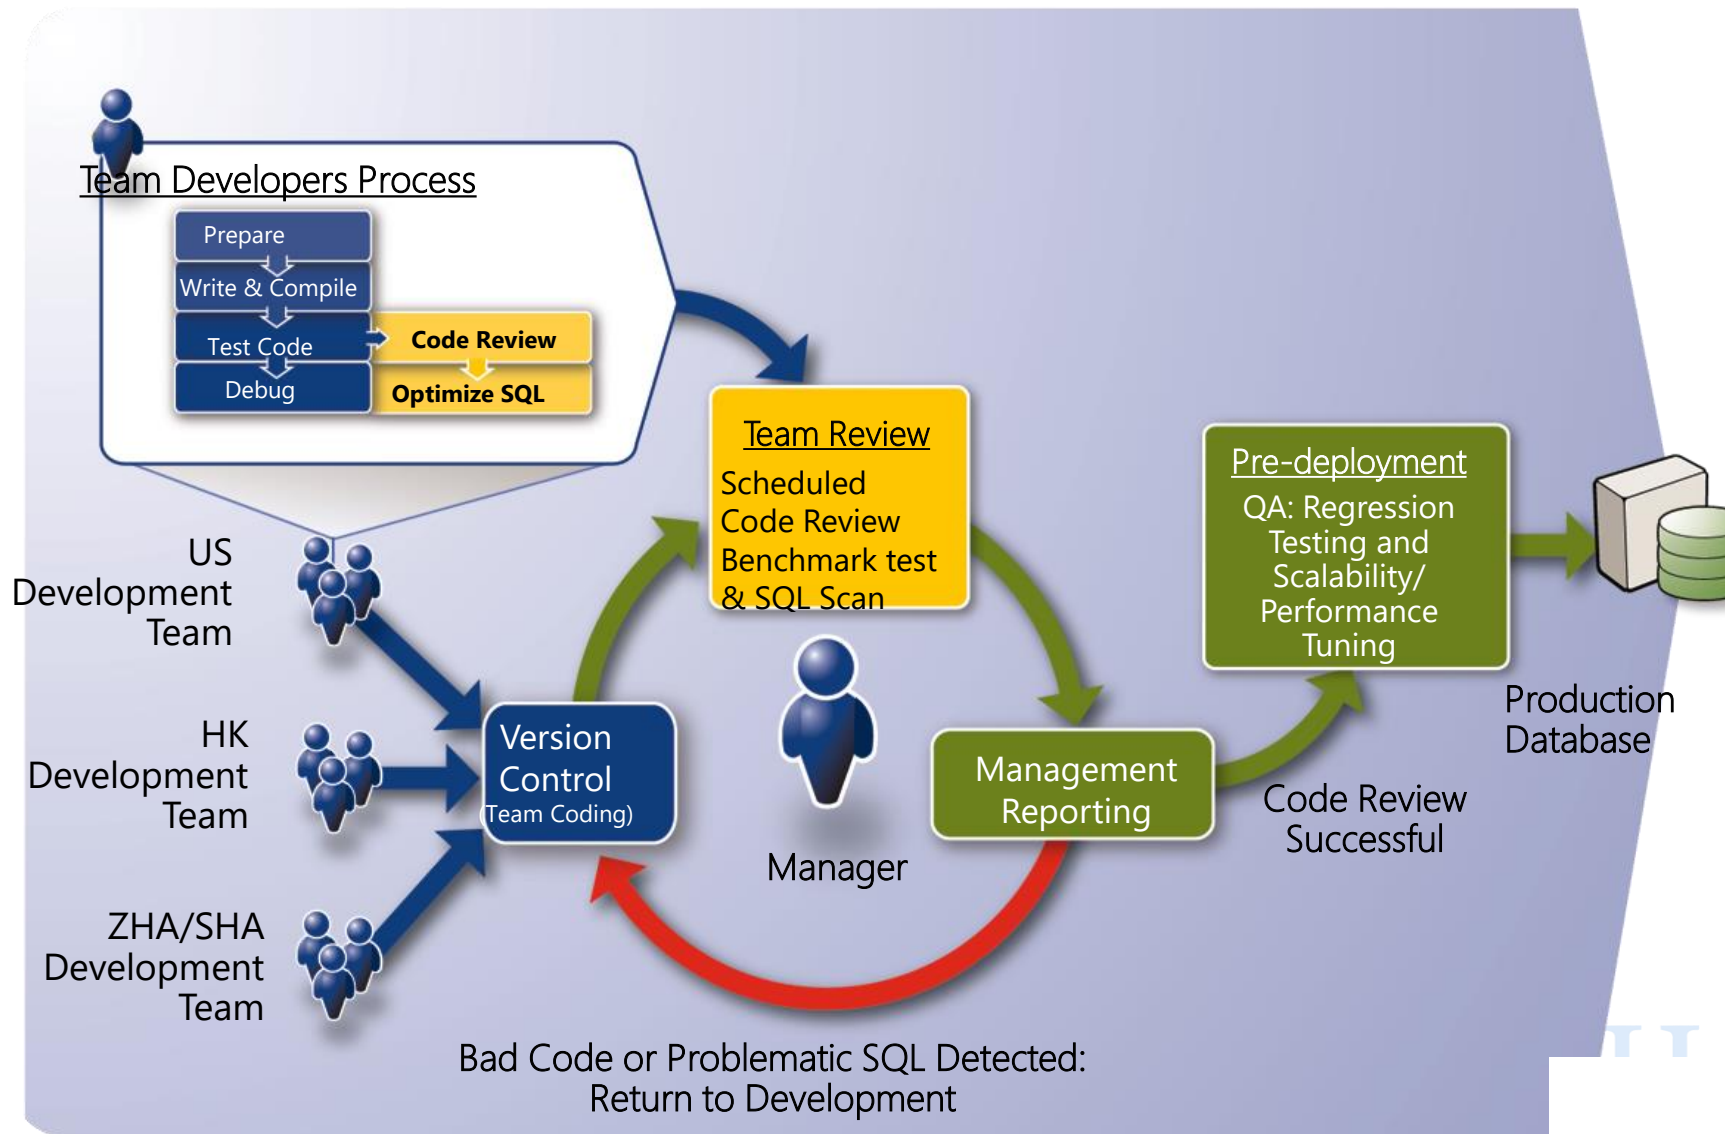 Team Developers Process
Prepare
Write & Compile
Test Code
Debug
Code Review
Optimize SQL
Team Review
Scheduled
Code Review
Benchmark test
& SQL Scan
Pre-deployment
QA: Regression
Testing and
Scalability/
Performance
Tuning
US
Development
Team
HK
Development
Team
ZHA/SHA
Development
Team
Version
Control
(Team Coding)
Manager
Management
Reporting
Code Review
Successful
Production
Database
Bad Code or Problematic SQL Detected:
Return to Development